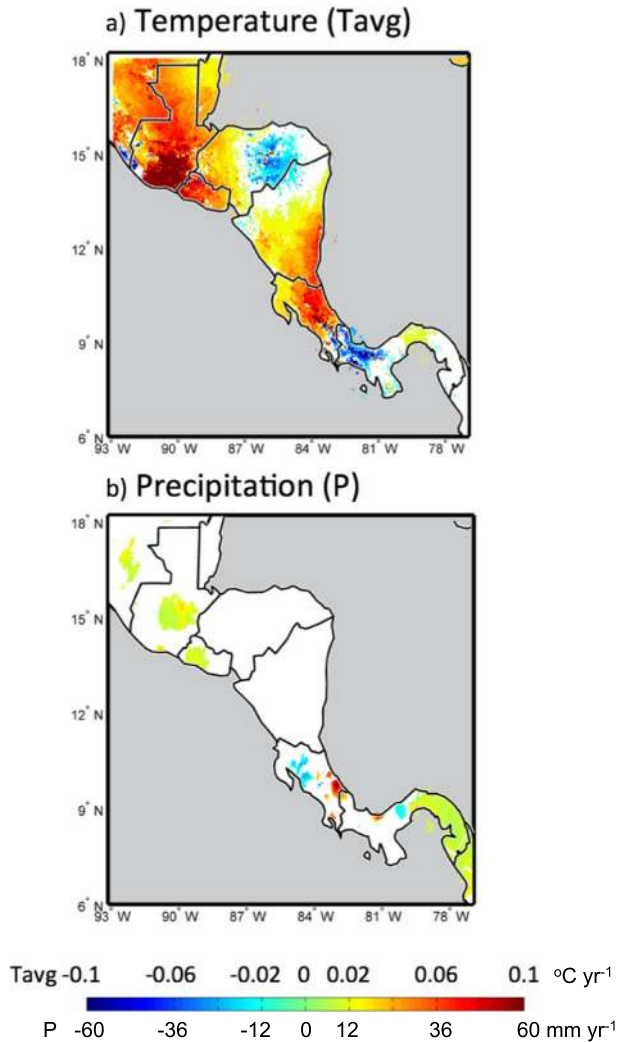 a) Temperature (Tavg)
18° N
15° N
12° N
9° N
6° N
93° W 90° W 87° W 84° W 81° W 78° W
b) Precipitation (P)
18° N
15° N
12° N
9° N
6° N
93° W 90° W 87° W 84° W 81° W 78° W
Tavg -0.1 -0.06 -0.02 0 0.02 0.06 0.1 °C yr⁻¹
P -60 -36 -12 0 12 36 60 mm yr⁻¹